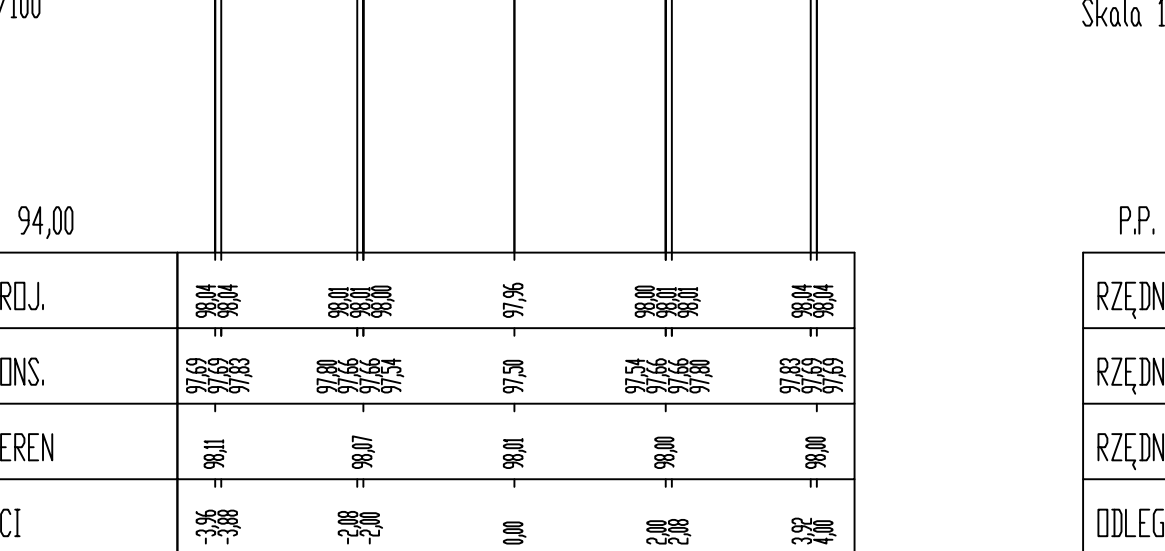 /100
Skala 1
94,00
P.P.
ROJ. 98,04 98,04 98,01 98,01 98,00 97,96 98,00 98,01 98,01 98,04 98,04
RZĘDN
ONS. 97,69 97,69 97,83 97,80 97,66 97,66 97,54 97,50 97,54 97,66 97,66 97,80 97,83 97,69 97,69
RZĘDN
EREN 98,11 98,07 98,01 98,00 98,00
RZĘDN
CI -3,96 -3,88 -2,08 -2,00 0,00 2,00 2,08 3,92 4,00
ODLEG